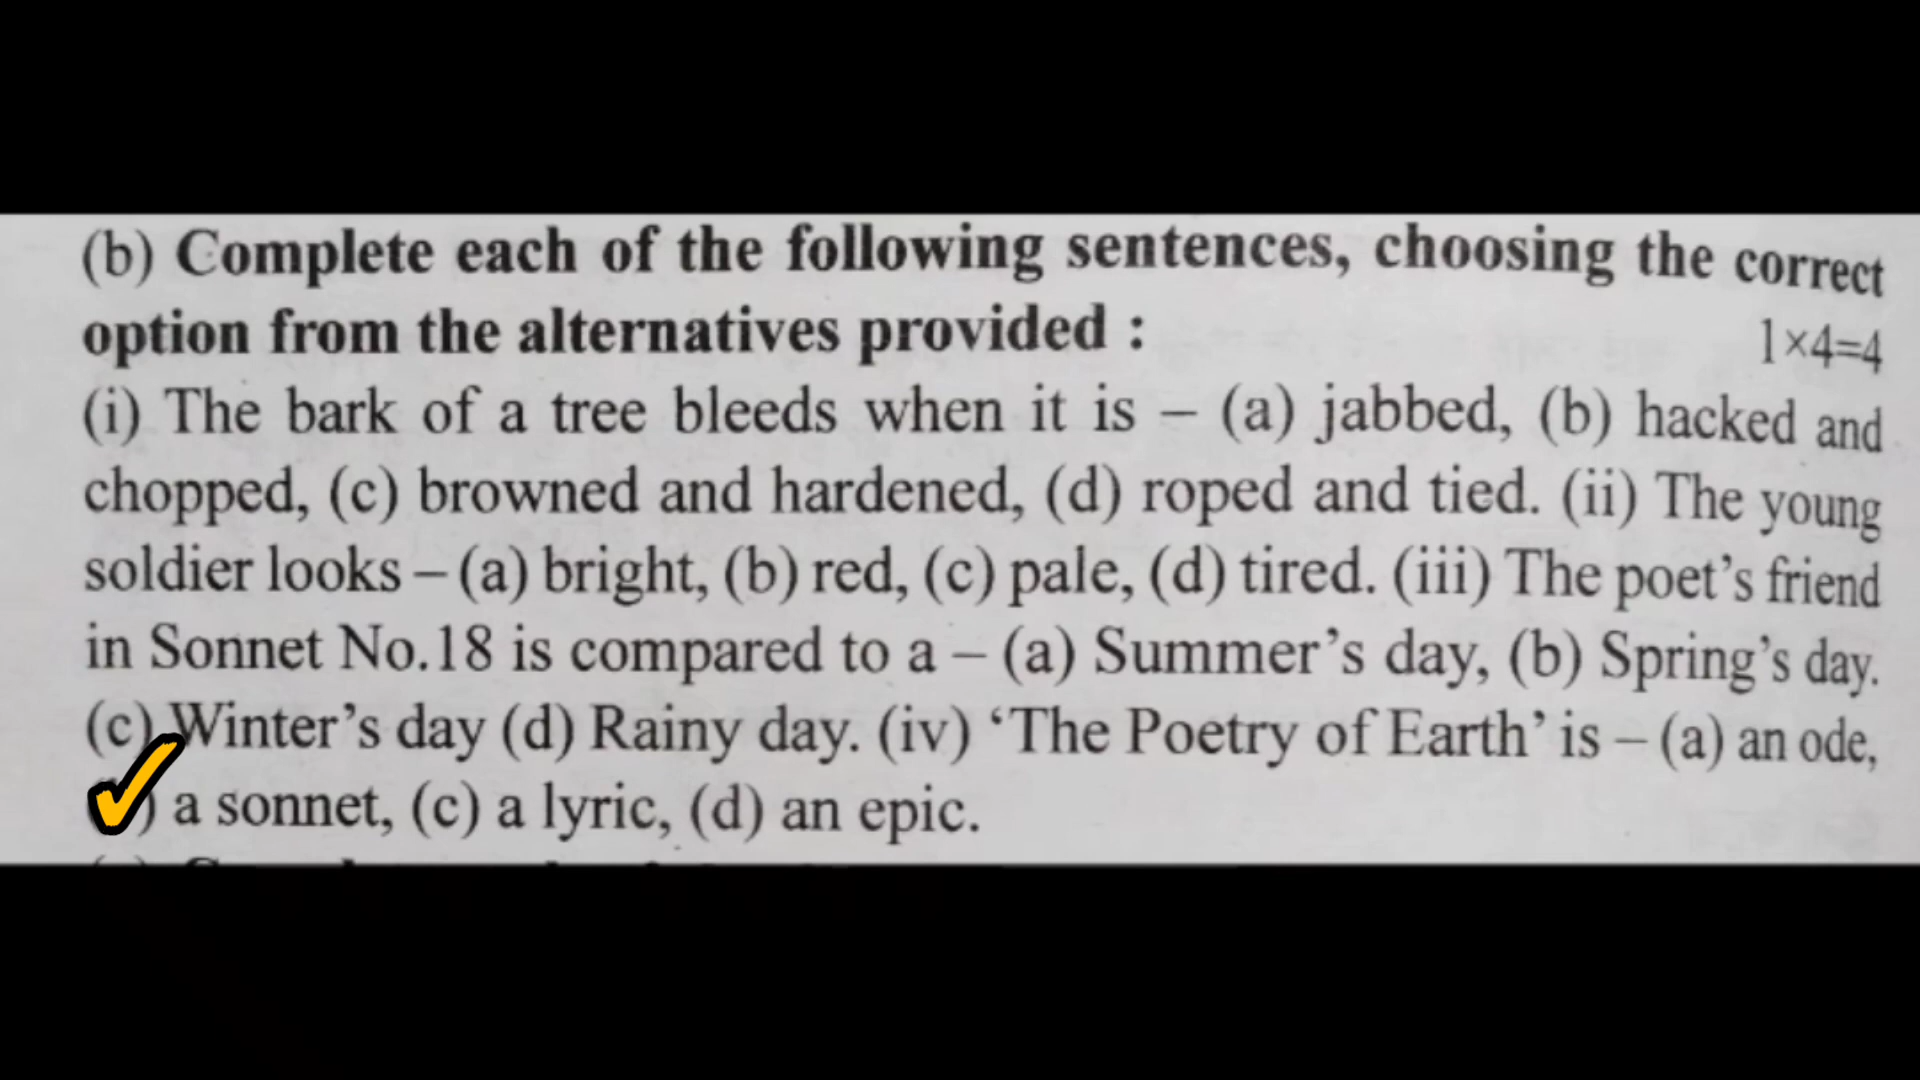 (b) Complete each of the following sentences, choosing the correct
option from the alternatives provided : 1×4=4
(i) The bark of a tree bleeds when it is – (a) jabbed, (b) hacked and
chopped, (c) browned and hardened, (d) roped and tied. (ii) The young
soldier looks – (a) bright, (b) red, (c) pale, (d) tired. (iii) The poet's friend
in Sonnet No.18 is compared to a – (a) Summer's day, (b) Spring's day.
(c) Winter's day (d) Rainy day. (iv) ‘The Poetry of Earth’ is – (a) an ode,
) a sonnet, (c) a lyric, (d) an epic.